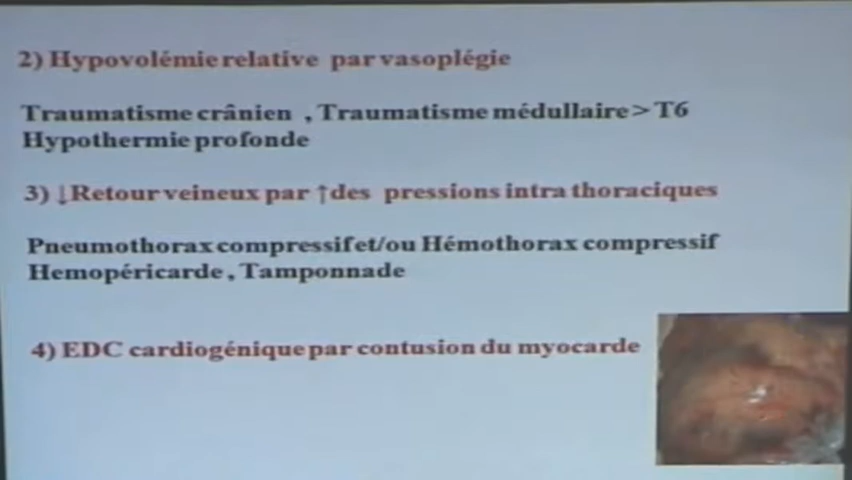 2) Hypovolémie relative par vasoplégie
Traumatisme crânien , Traumatisme médullaire > T6
Hypothermie profonde
3) ↓Retour veineux par ↑des pressions intra thoraciques
Pneumothorax compressif et/ou Hémothorax compressif
Hemopéricarde , Tamponnade
4) EDC cardiogénique par contusion du myocarde